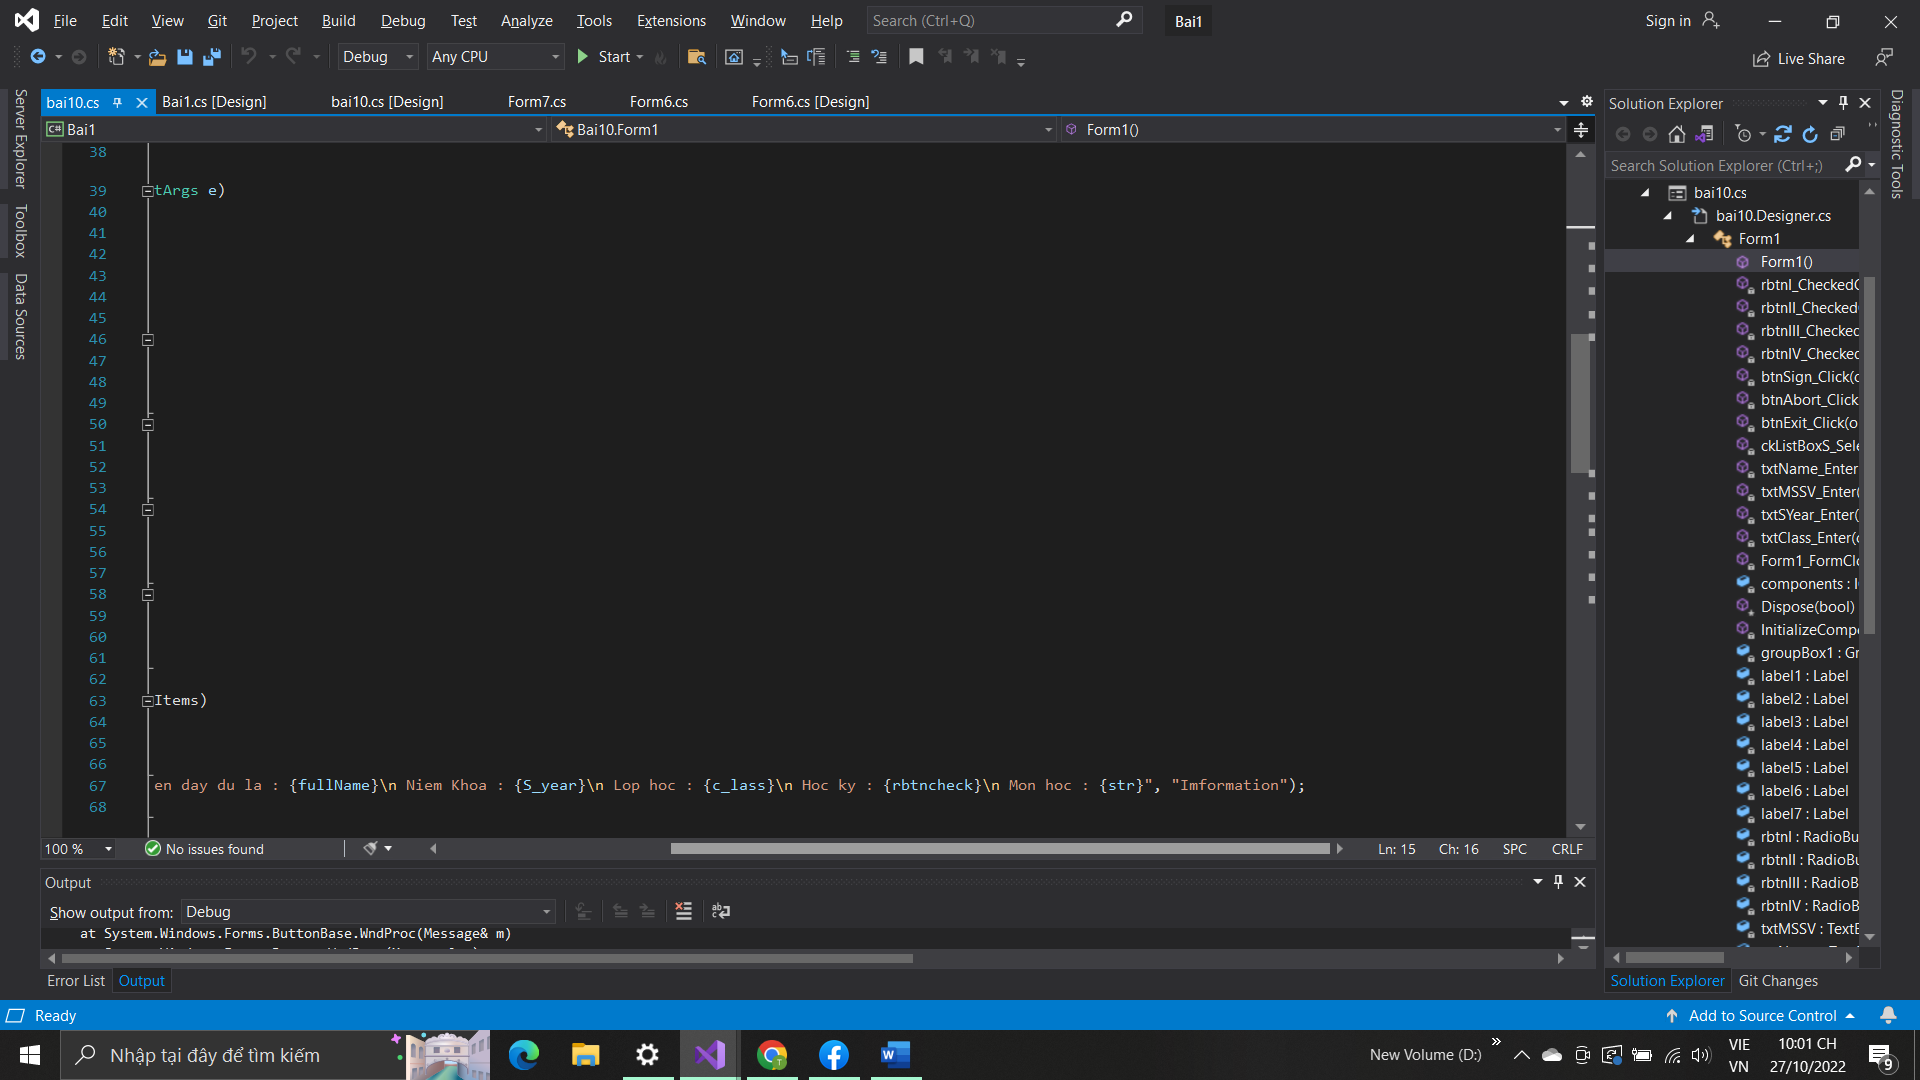 File Edit View Git Project Build Debug Test Analyze Tools Extensions Window Help Search (Ctrl+Q) Bai1 Sign in
Debug Any CPU Start Live Share
bai10.cs Bai1.cs [Design] bai10.cs [Design] Form7.cs Form6.cs Form6.cs [Design]
Bai1 Bai10.Form1 Form1()
38
39 tArgs e)
40
41
42
43
44
45
46
47
48
49
50
51
52
53
54
55
56
57
58
59
60
61
62
63 Items)
64
65
66
67 en day du la : {fullName}\n Niem Khoa : {S_year}\n Lop hoc : {c_lass}\n Hoc ky : {rbtncheck}\n Mon hoc : {str}", "Imformation");
68
100 % No issues found Ln: 15 Ch: 16 SPC CRLF
Output
Show output from: Debug
at System.Windows.Forms.ButtonBase.WndProc(Message& m)
Error List Output
Server Explorer
Toolbox
Data Sources
Solution Explorer
Search Solution Explorer (Ctrl+;)
bai10.cs
bai10.Designer.cs
Form1
Form1()
rbtnI_CheckedC
rbtnII_Checked
rbtnIII_Checked
rbtnIV_Checked
btnSign_Click(o
btnAbort_Click
btnExit_Click(o
ckListBoxS_Sele
txtName_Enter
txtMSSV_Enter(
txtSYear_Enter(
txtClass_Enter(o
Form1_FormClo
components : I
Dispose(bool)
InitializeCompo
groupBox1 : Gr
label1 : Label
label2 : Label
label3 : Label
label4 : Label
label5 : Label
label6 : Label
label7 : Label
rbtnI : RadioBu
rbtnII : RadioBu
rbtnIII : RadioB
rbtnIV : RadioB
txtMSSV : TextB
Solution Explorer Git Changes
Diagnostic Tools
Ready Add to Source Control
Nhập tại đây để tìm kiếm New Volume (D:) VIE
VN 10:01 CH
27/10/2022 9